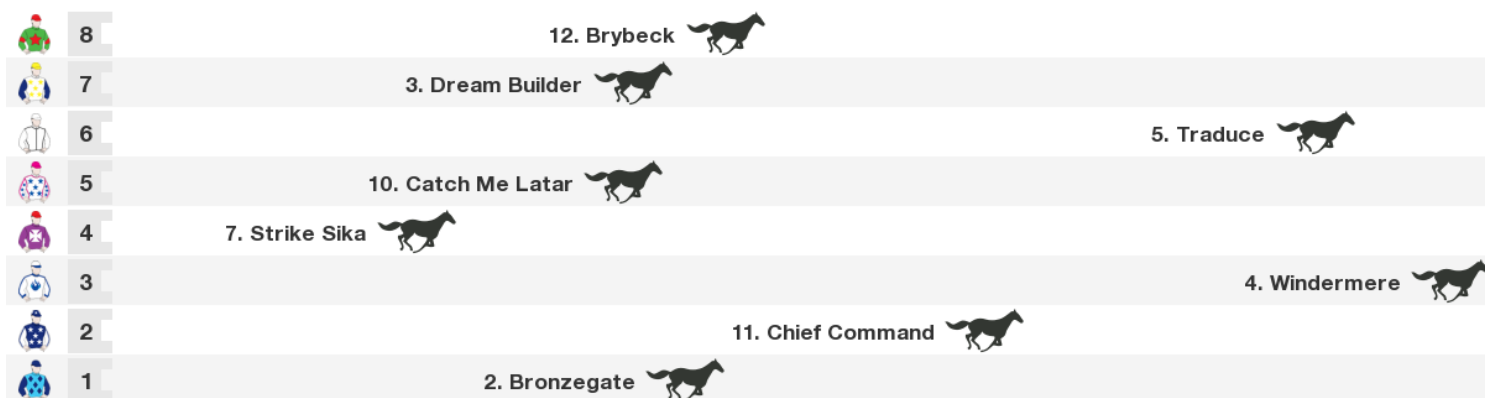 8 12. Brybeck
7 3. Dream Builder
6 5. Traduce
5 10. Catch Me Latar
4 7. Strike Sika
3 4. Windermere
2 11. Chief Command
1 2. Bronzegate